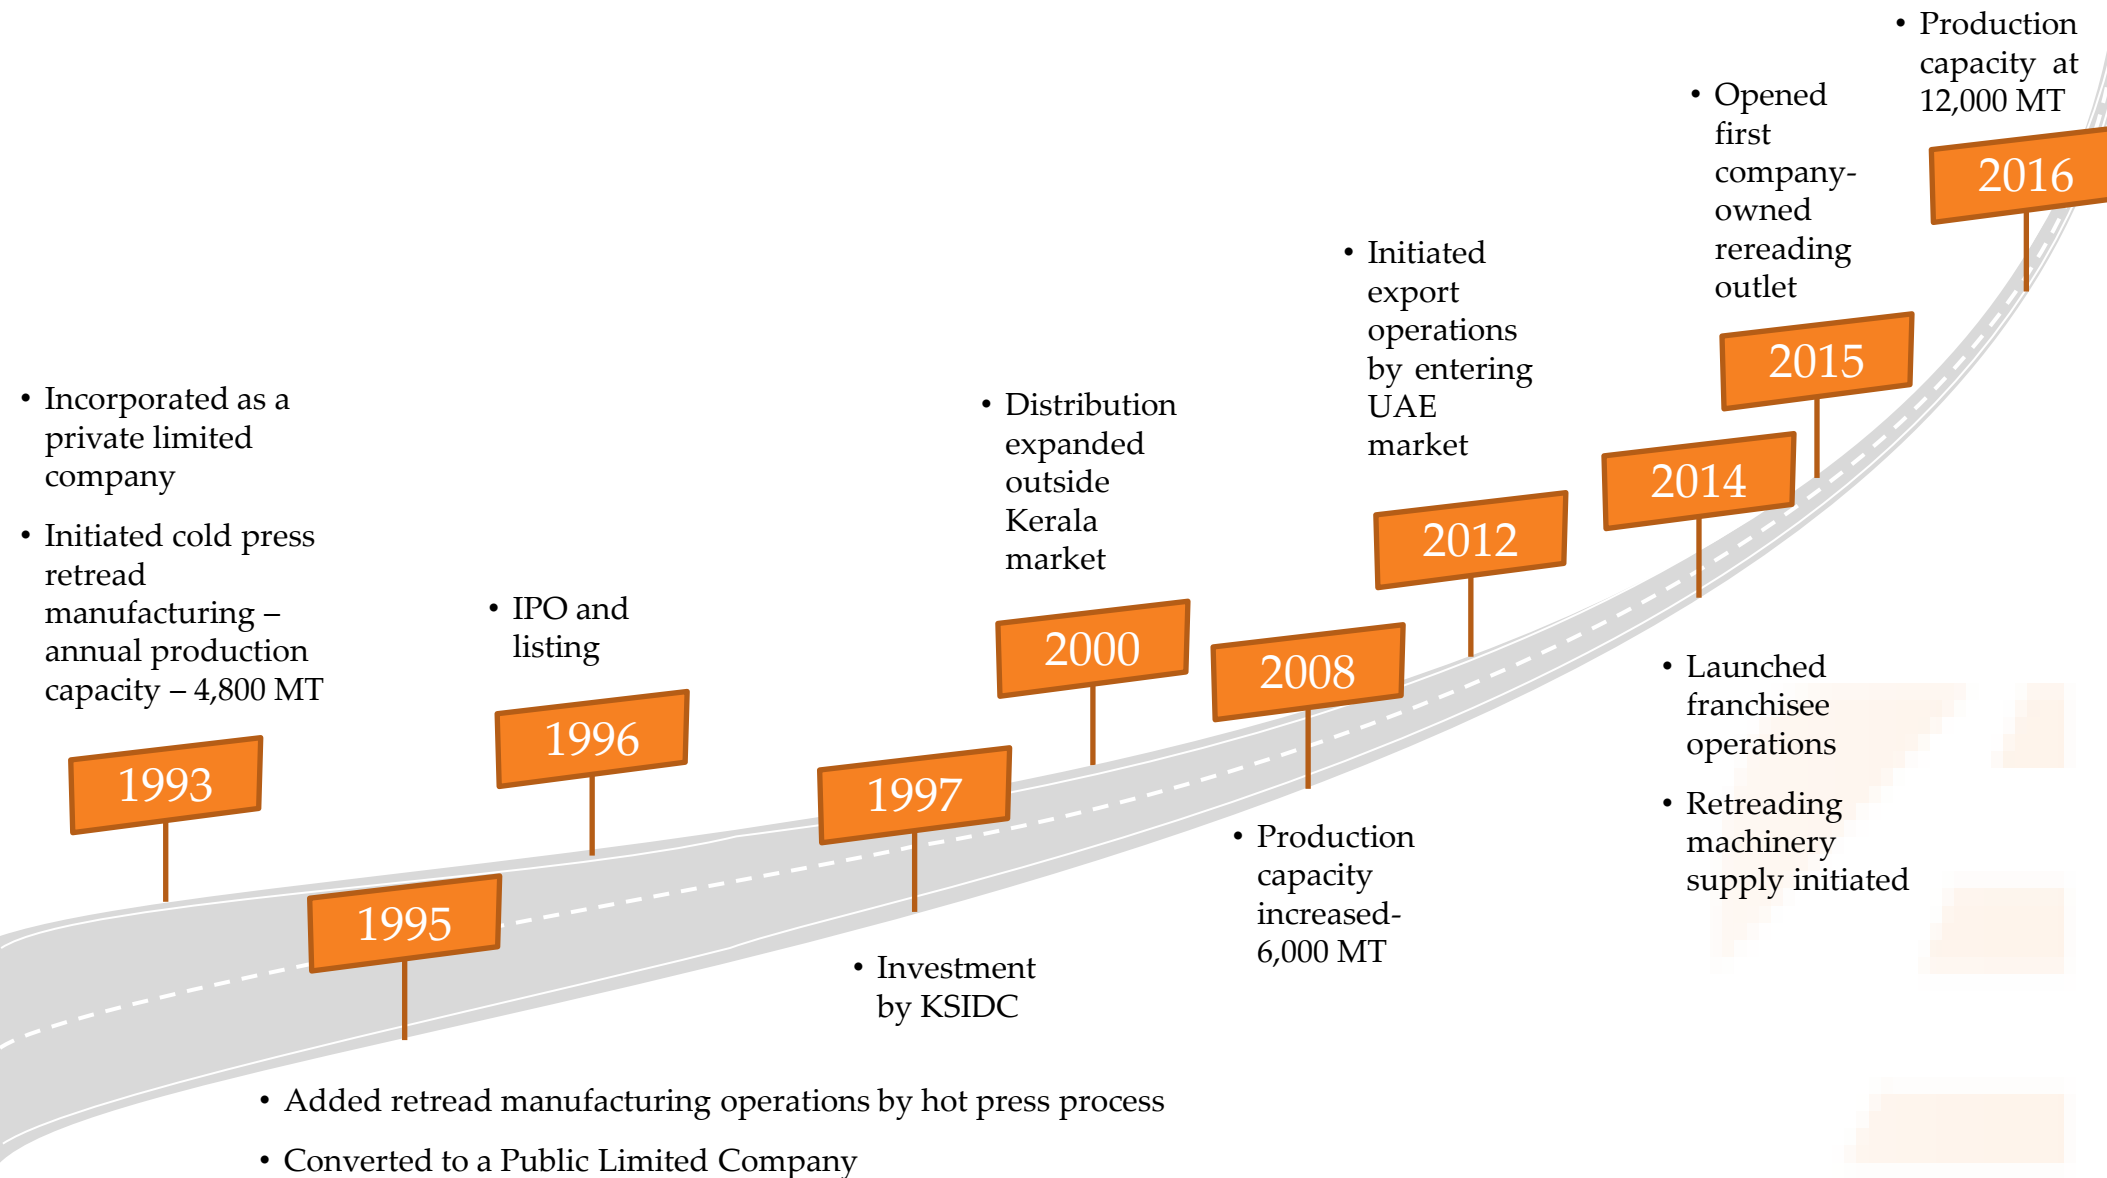 • Incorporated as a
private limited
company
• Initiated cold press
retread
manufacturing –
annual production
capacity – 4,800 MT
1993
1995
• Added retread manufacturing operations by hot press process
• Converted to a Public Limited Company
• IPO and
listing
1996
1997
• Investment
by KSIDC
• Distribution
expanded
outside
Kerala
market
2000
2008
• Production
capacity
increased-
6,000 MT
• Initiated
export
operations
by entering
UAE
market
2012
2014
• Launched
franchisee
operations
• Retreading
machinery
supply initiated
• Opened
first
company-
owned
rereading
outlet
2015
• Production
capacity at
12,000 MT
2016